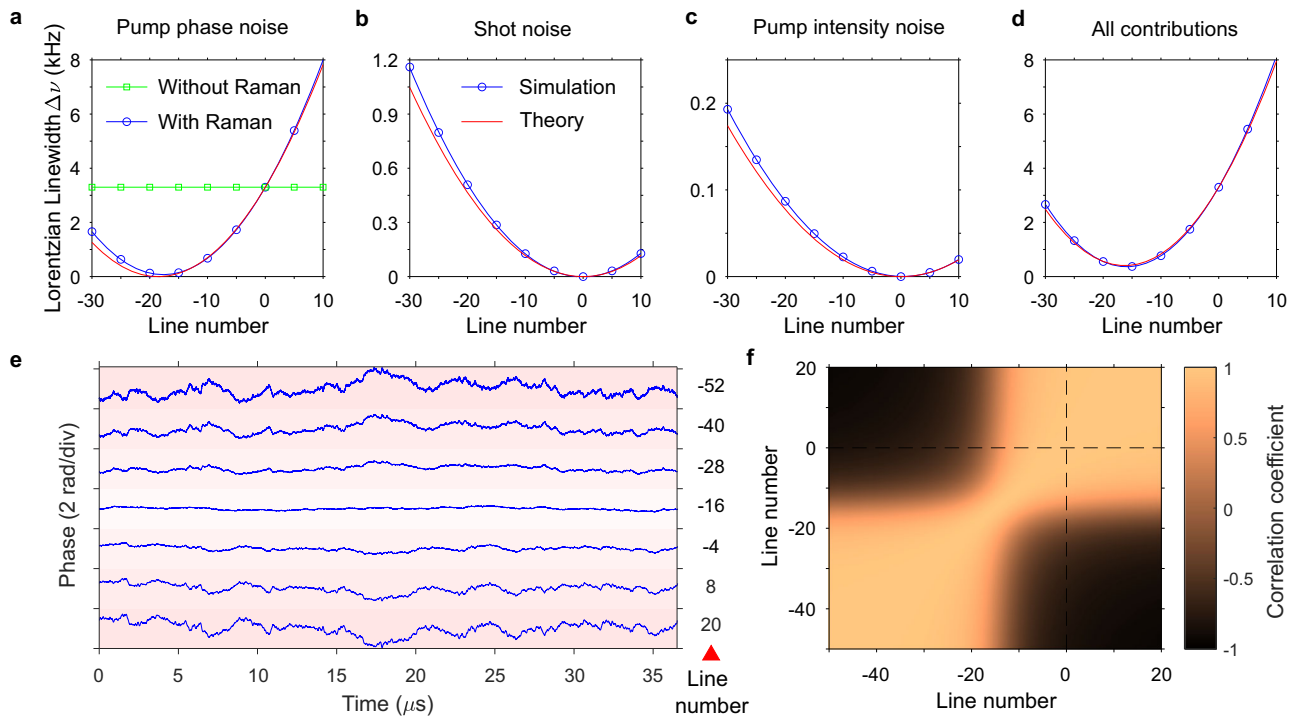 a
Pump phase noise
b
Shot noise
c
Pump intensity noise
d
All contributions
Lorentzian Linewidth Δν (kHz)
8
6
4
2
0
Without Raman
With Raman
-30 -20 -10 0 10
Line number
1.2
0.9
0.6
0.3
0
Simulation
Theory
-30 -20 -10 0 10
Line number
0.2
0.1
0
-30 -20 -10 0 10
Line number
8
6
4
2
0
-30 -20 -10 0 10
Line number
e
Phase (2 rad/div)
-52
-40
-28
-16
-4
8
20
0 5 10 15 20 25 30 35
Time (μs)
Line
number
f
Line number
20
0
-20
-40
-40 -20 0 20
Line number
1
0.5
0
-0.5
-1
Correlation coefficient